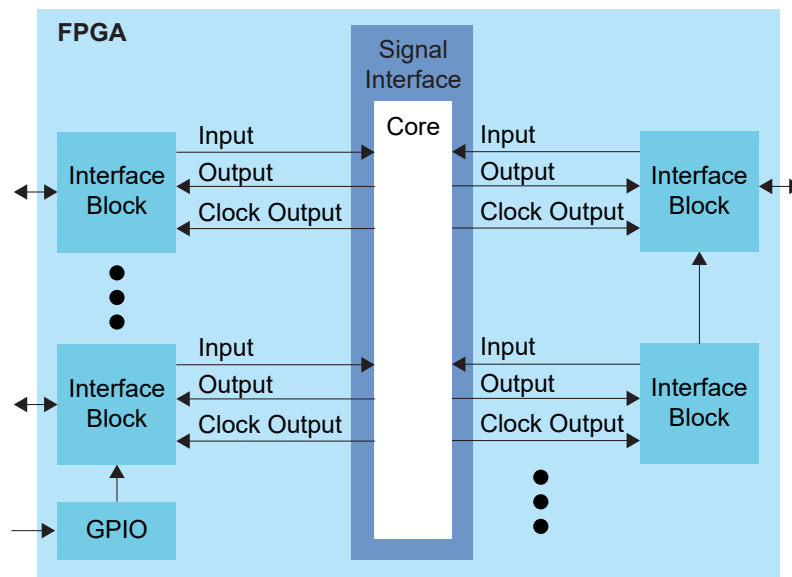 FPGA
Signal
Interface
Core
Interface
Block
Input
Output
Clock Output
Input
Output
Clock Output
Interface
Block
Interface
Block
Input
Output
Clock Output
Input
Output
Clock Output
Interface
Block
GPIO